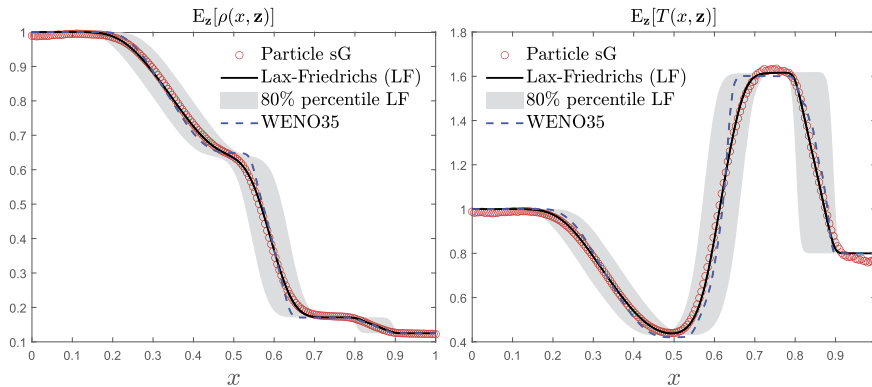 E_z[ρ(x, z)]
Particle sG
Lax-Friedrichs (LF)
80% percentile LF
WENO35
1
0.9
0.8
0.7
0.6
0.5
0.4
0.3
0.2
0.1
0 0.1 0.2 0.3 0.4 0.5 0.6 0.7 0.8 0.9 1
x
E_z[T(x, z)]
Particle sG
Lax-Friedrichs (LF)
80% percentile LF
WENO35
1.8
1.6
1.4
1.2
1
0.8
0.6
0.4
0 0.1 0.2 0.3 0.4 0.5 0.6 0.7 0.8 0.9
x